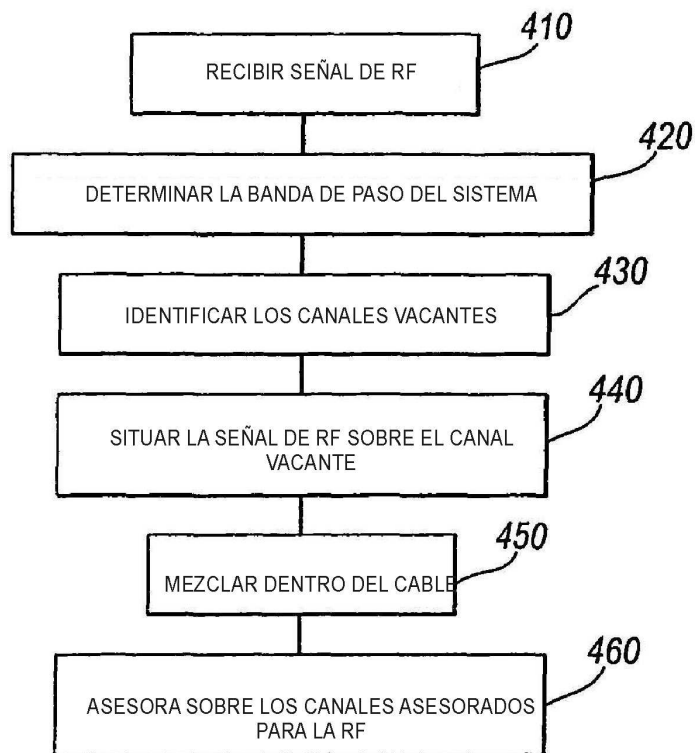 410
RECIBIR SEÑAL DE RF
420
DETERMINAR LA BANDA DE PASO DEL SISTEMA
430
IDENTIFICAR LOS CANALES VACANTES
440
SITUAR LA SEÑAL DE RF SOBRE EL CANAL
VACANTE
450
MEZCLAR DENTRO DEL CABLE
460
ASESORA SOBRE LOS CANALES ASESORADOS
PARA LA RF